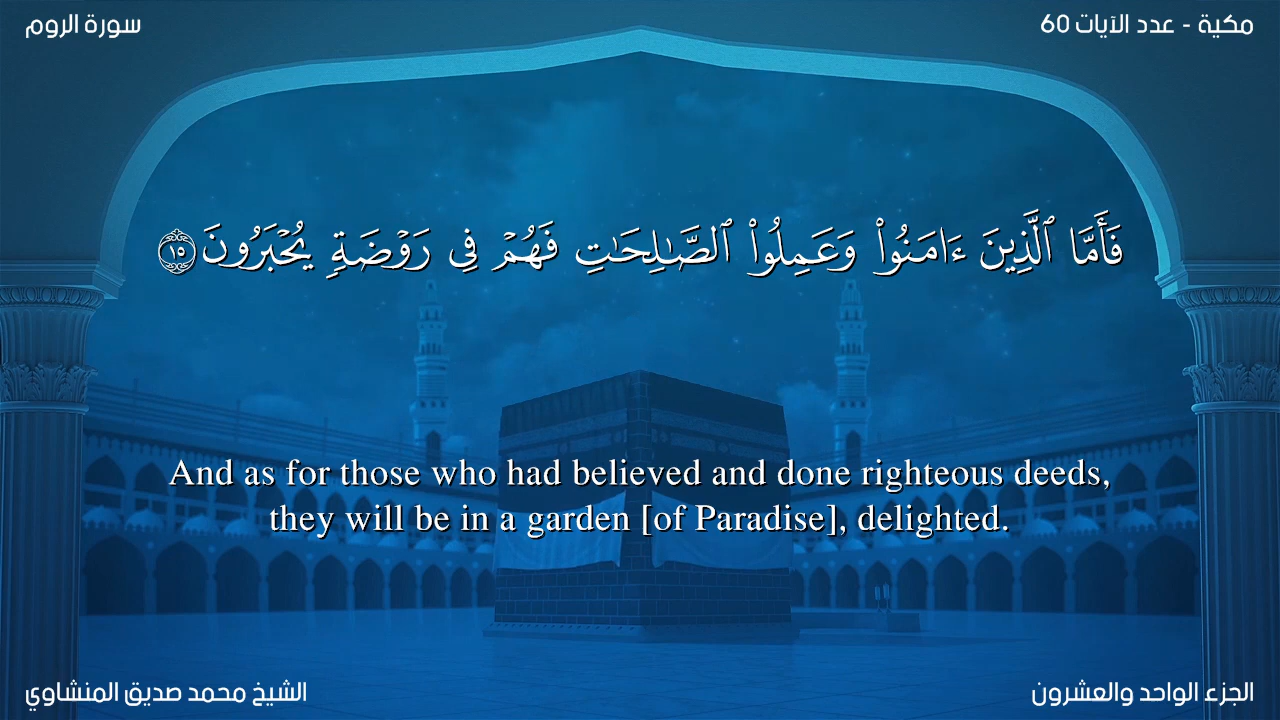 مكية - عدد الآيات 60
سورة الروم
فَأَمَّا ٱلَّذِينَ ءَامَنُوا۟ وَعَمِلُوا۟ ٱلصَّـٰلِحَـٰتِ فَهُمْ فِى رَوْضَةٍ يُحْبَرُونَ ١٥
And as for those who had believed and done righteous deeds,
they will be in a garden [of Paradise], delighted.
الجزء الواحد والعشرون
الشيخ محمد صديق المنشاوي